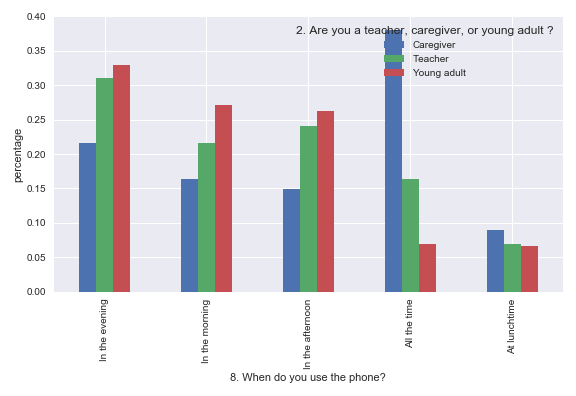 2. Are you a teacher, caregiver, or young adult ?
Caregiver
Teacher
Young adult
percentage
0.40
0.35
0.30
0.25
0.20
0.15
0.10
0.05
0.00
In the evening
In the morning
In the afternoon
All the time
At lunchtime
8. When do you use the phone?